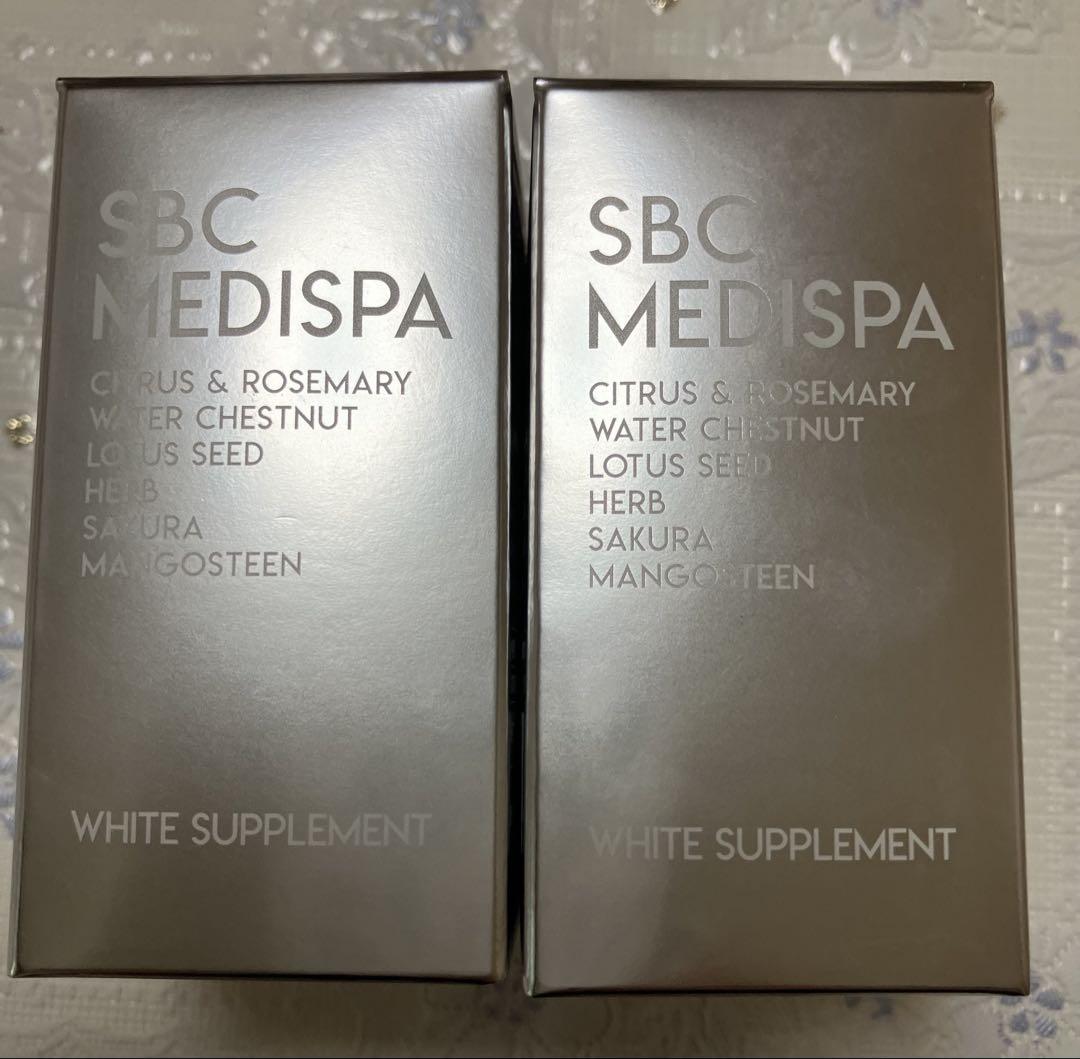 SBC
MEDISPA
CITRUS & ROSEMARY
WATER CHESTNUT
LOTUS SEED
HERB
SAKURA
MANGOSTEEN
WHITE SUPPLEMENT
SBC
MEDISPA
CITRUS & ROSEMARY
WATER CHESTNUT
LOTUS SEED
HERB
SAKURA
MANGOSTEEN
WHITE SUPPLEMENT